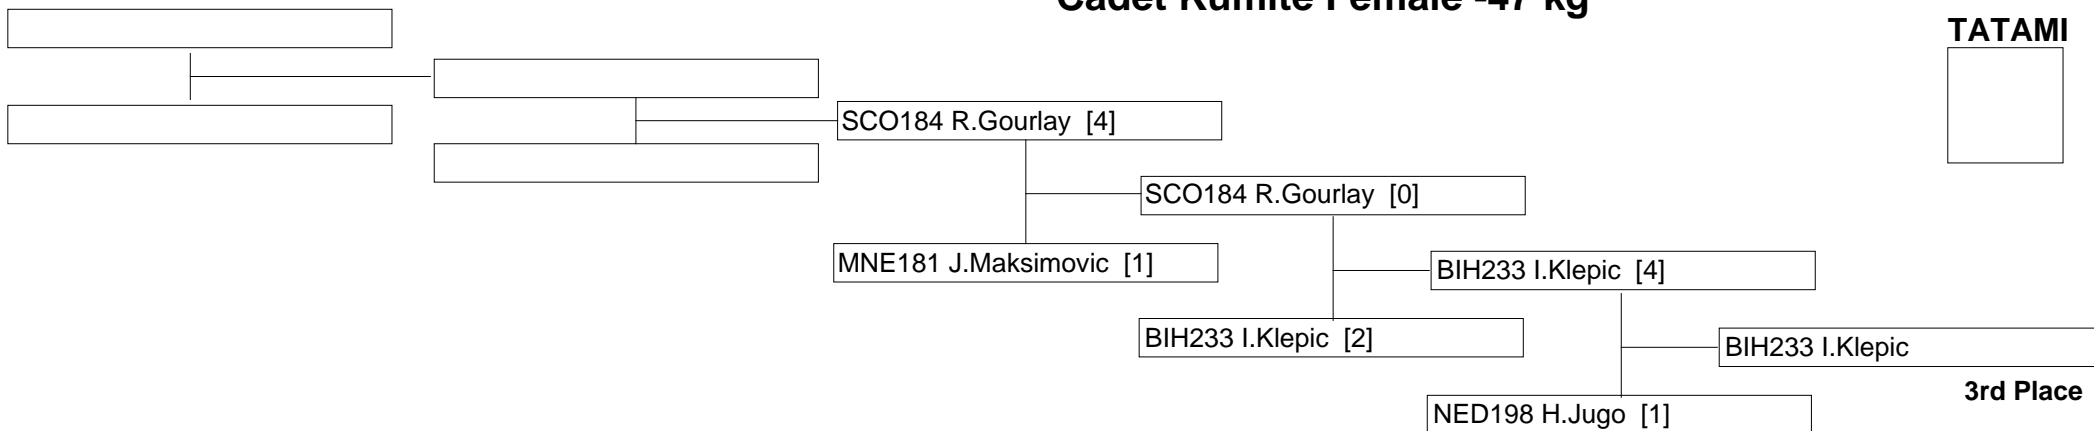 Cadet Kumite Female -47 kg
TATAMI
SCO184 R.Gourlay [4]
SCO184 R.Gourlay [0]
MNE181 J.Maksimovic [1]
BIH233 I.Klepic [4]
BIH233 I.Klepic [2]
BIH233 I.Klepic
3rd Place
NED198 H.Jugo [1]